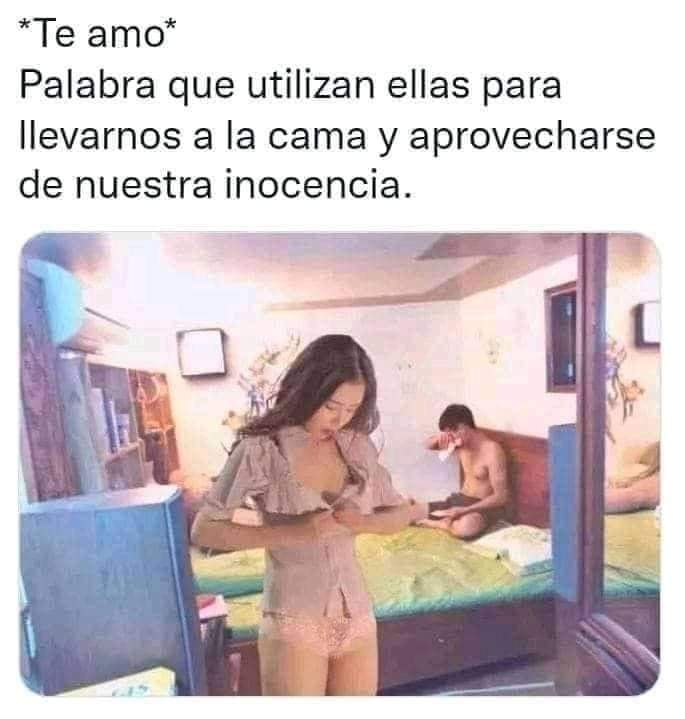 *Te amo*
Palabra que utilizan ellas para
llevarnos a la cama y aprovecharse
de nuestra inocencia.